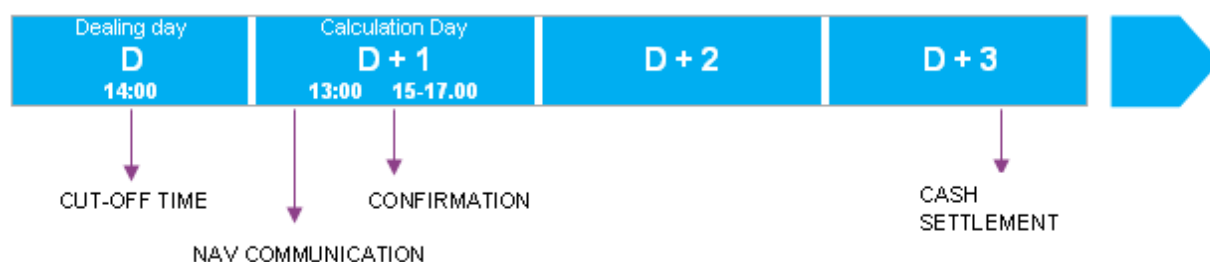 Dealing day
D
14:00
Calculation Day
D + 1
13:00 15-17.00
D + 2
D + 3
CUT-OFF TIME
NAV COMMUNICATION
CONFIRMATION
CASH
SETTLEMENT